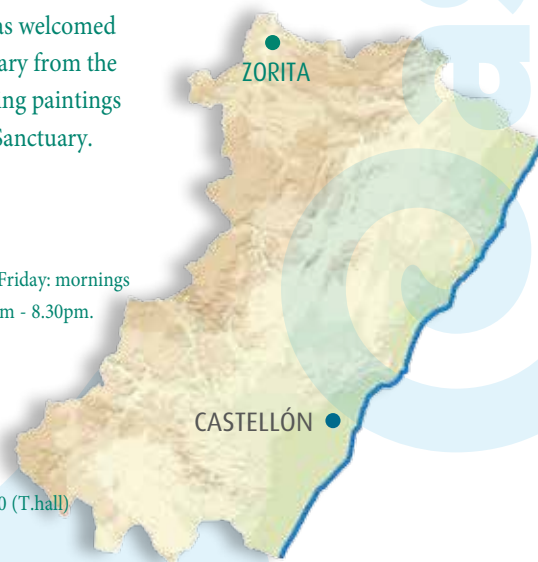 as welcomed
ary from the
ng paintings
Sanctuary.
ZORITA
Friday: mornings
m - 8.30pm.
CASTELLÓN
0 (T.hall)